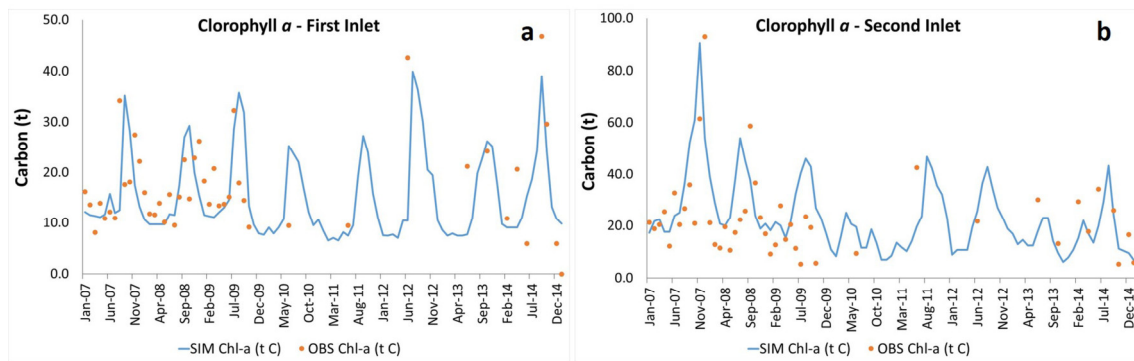 Clorophyll a - First Inlet
a
Carbon (t)
50.0
40.0
30.0
20.0
10.0
0.0
Jan-07
Jun-07
Nov-07
Apr-08
Sep-08
Feb-09
Jul-09
Dec-09
May-10
Oct-10
Mar-11
Aug-11
Jan-12
Jun-12
Nov-12
Apr-13
Sep-13
Feb-14
Jul-14
Dec-14
SIM Chl-a (t C)
OBS Chl-a (t C)
Clorophyll a - Second Inlet
b
Carbon (t)
100.0
80.0
60.0
40.0
20.0
0.0
Jan-07
Jun-07
Nov-07
Apr-08
Sep-08
Feb-09
Jul-09
Dec-09
May-10
Oct-10
Mar-11
Aug-11
Jan-12
Jun-12
Nov-12
Apr-13
Sep-13
Feb-14
Jul-14
Dec-14
SIM Chl-a (t C)
OBS Chl-a (t C)